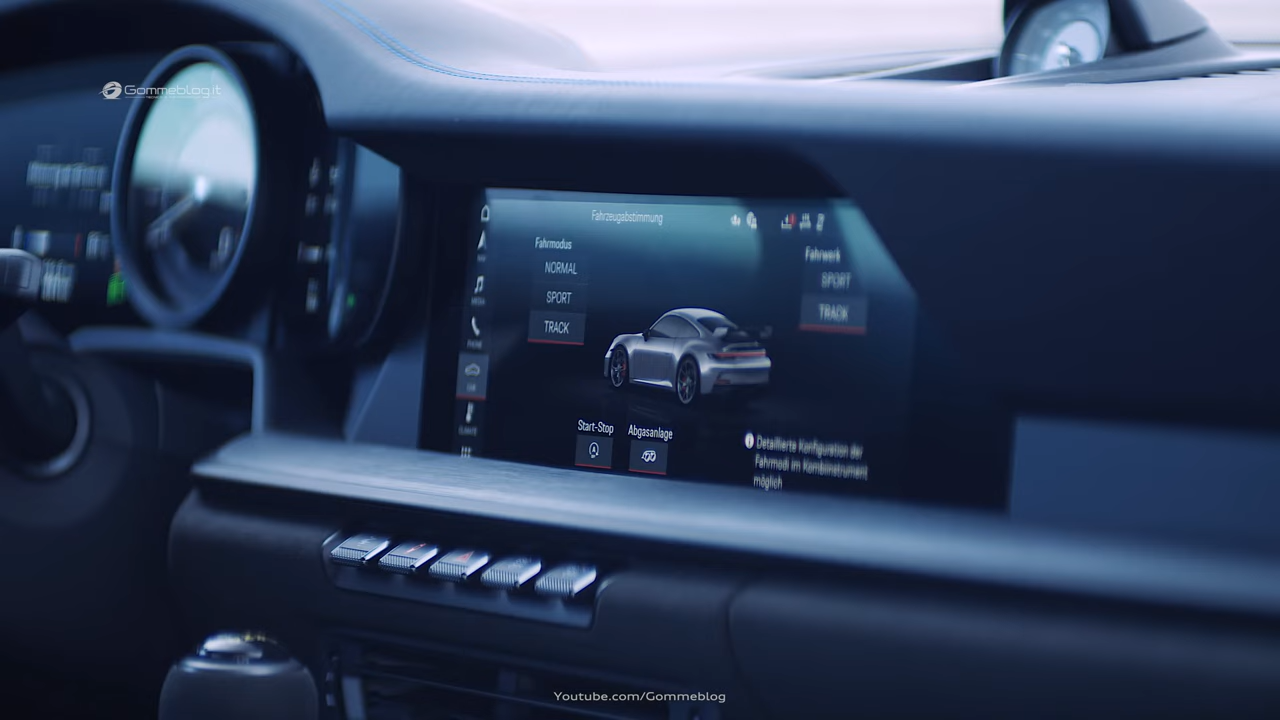 Gommeblog.it
Fahrzeugabstimmung
Fahrmodus
NORMAL
SPORT
TRACK
Fahrwerk
SPORT
TRACK
Start-Stop
Abgasanlage
Detaillierte Konfiguration der
Fahrmodi im Kombiinstrument
möglich
Youtube.com/Gommeblog